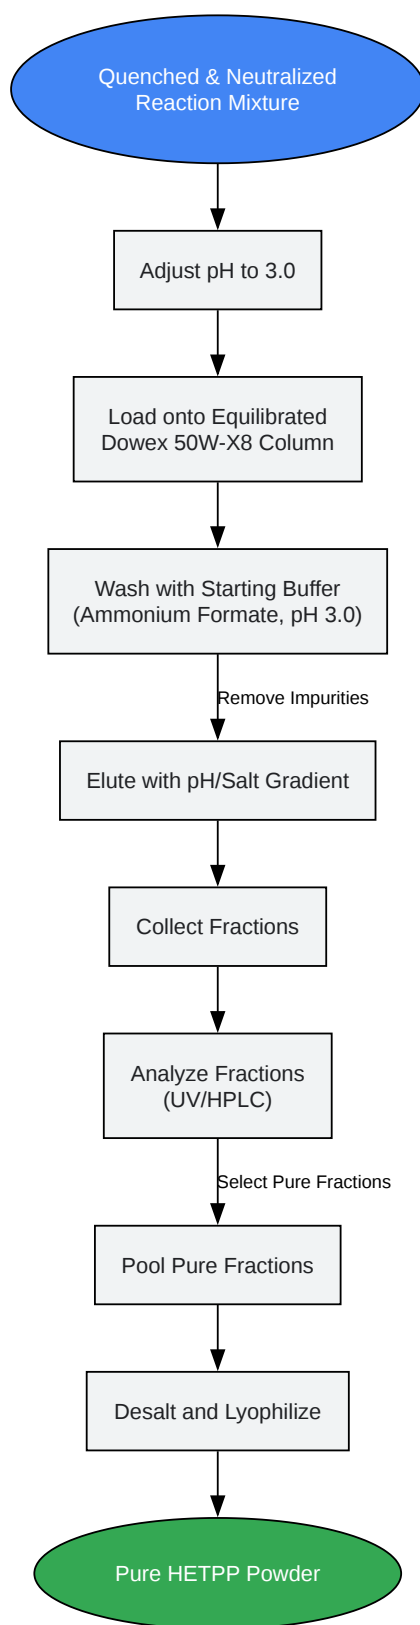 Quenched & Neutralized
Reaction Mixture
Adjust pH to 3.0
Load onto Equilibrated
Dowex 50W-X8 Column
Wash with Starting Buffer
(Ammonium Formate, pH 3.0)
Remove Impurities
Elute with pH/Salt Gradient
Collect Fractions
Analyze Fractions
(UV/HPLC)
Select Pure Fractions
Pool Pure Fractions
Desalt and Lyophilize
Pure HETPP Powder